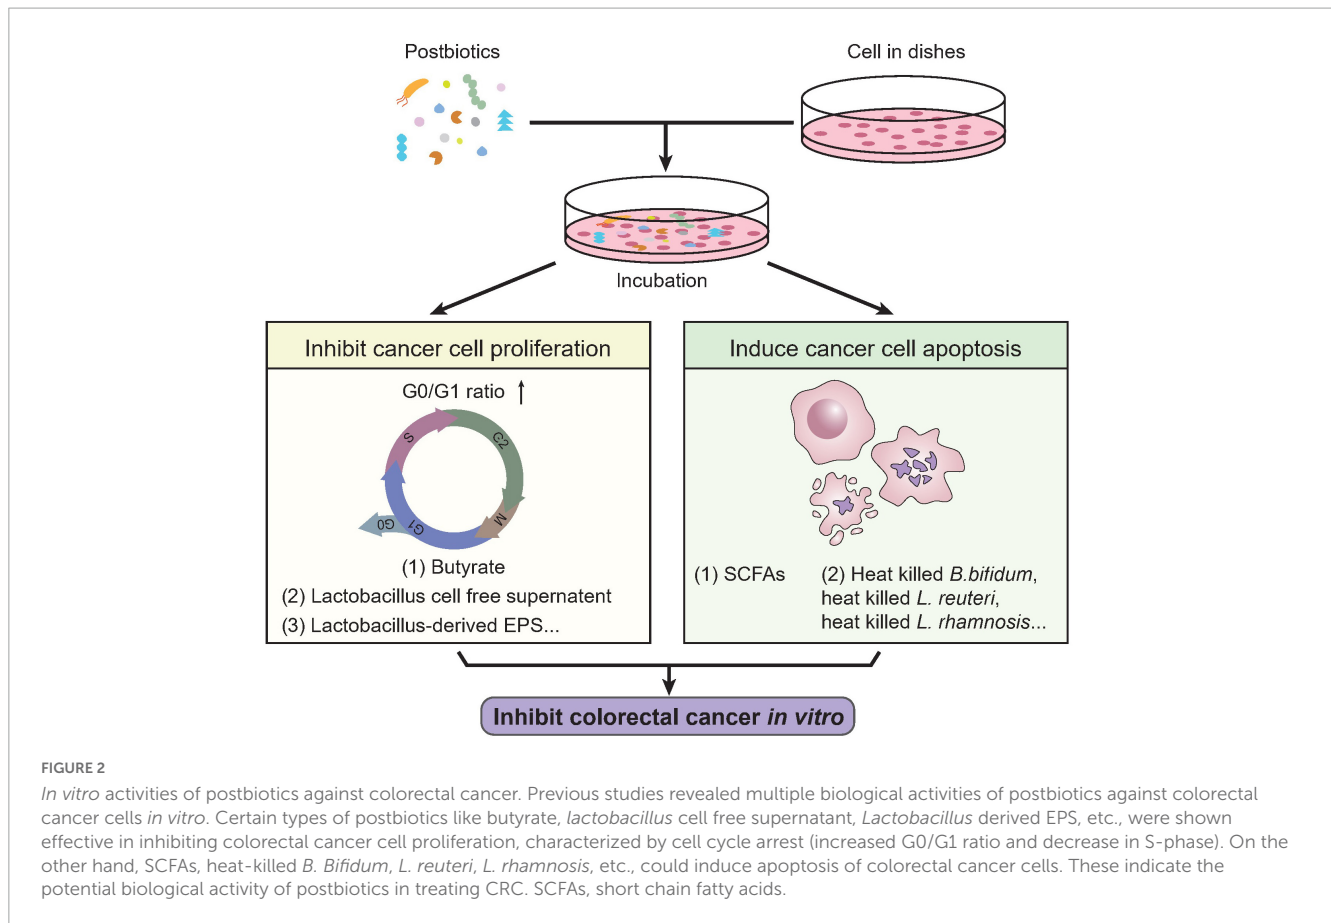 Postbiotics
Cell in dishes
Incubation
Inhibit cancer cell proliferation
G0/G1 ratio
S
G2
M
G1
G0
(1) Butyrate
(2) Lactobacillus cell free supernatent
(3) Lactobacillus-derived EPS...
Induce cancer cell apoptosis
(1) SCFAs
(2) Heat killed B.bifidum,
heat killed L. reuteri,
heat killed L. rhamnosis...
Inhibit colorectal cancer in vitro
FIGURE 2
In vitro activities of postbiotics against colorectal cancer. Previous studies revealed multiple biological activities of postbiotics against colorectal
cancer cells in vitro. Certain types of postbiotics like butyrate, lactobacillus cell free supernatant, Lactobacillus derived EPS, etc., were shown
effective in inhibiting colorectal cancer cell proliferation, characterized by cell cycle arrest (increased G0/G1 ratio and decrease in S-phase). On the
other hand, SCFAs, heat-killed B. Bifidum, L. reuteri, L. rhamnosis, etc., could induce apoptosis of colorectal cancer cells. These indicate the
potential biological activity of postbiotics in treating CRC. SCFAs, short chain fatty acids.